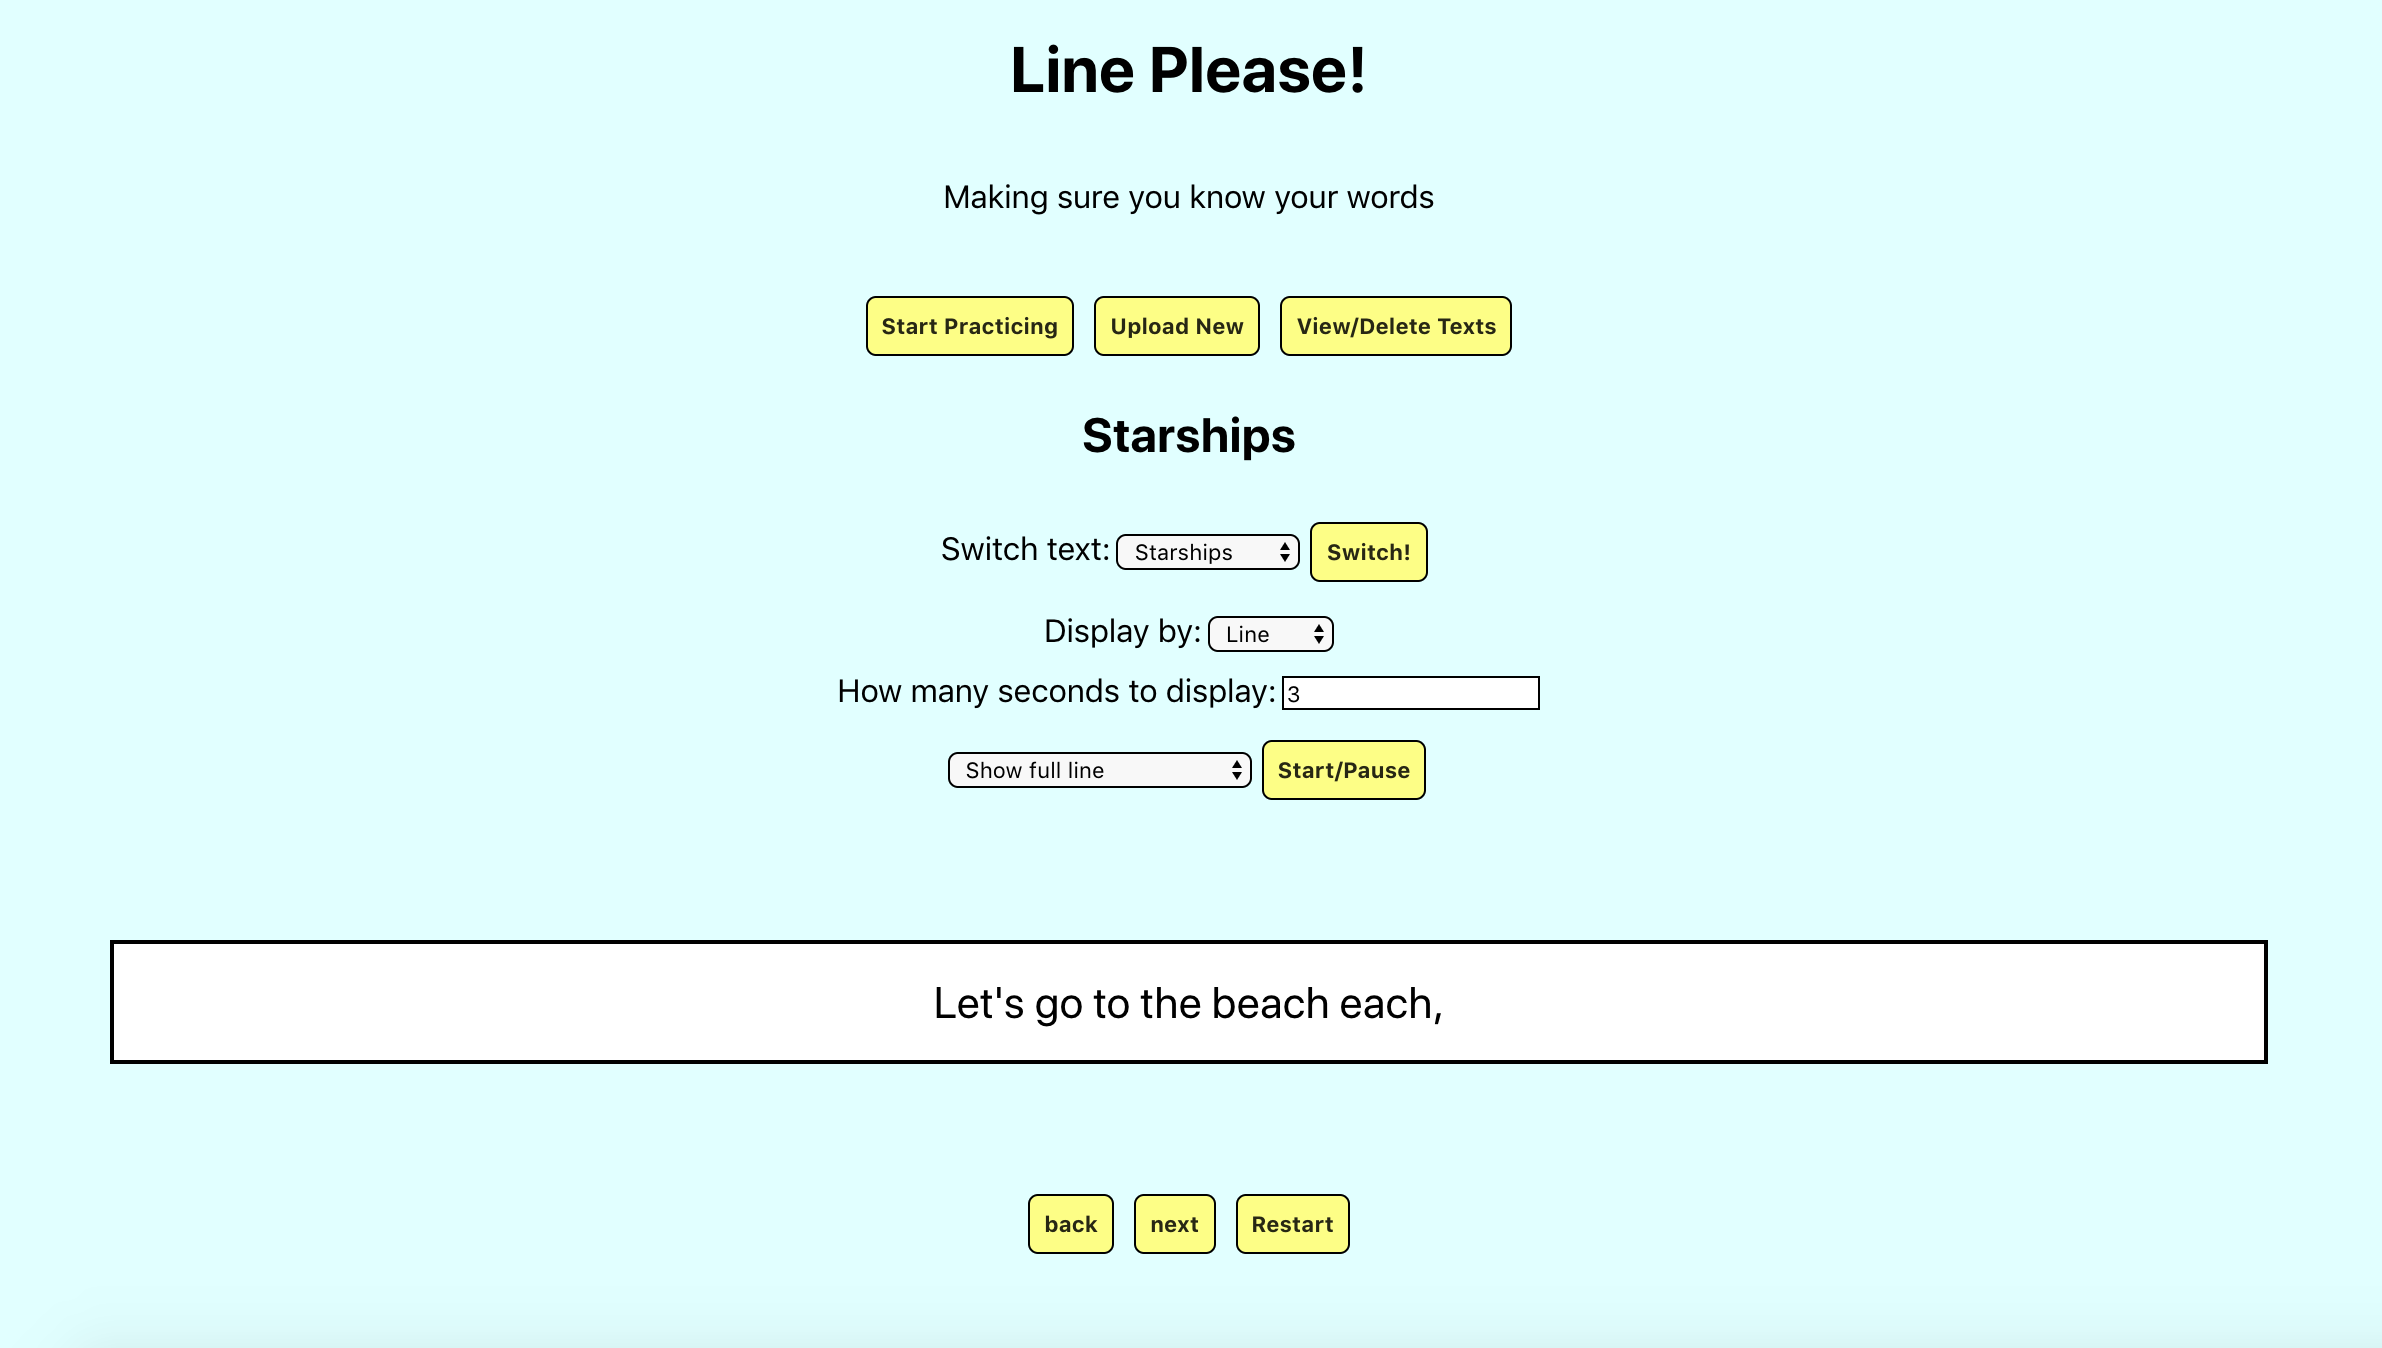 Line Please!
Making sure you know your words
Start Practicing Upload New View/Delete Texts
Starships
Switch text: Starships Switch!
Display by: Line
How many seconds to display: 3
Show full line Start/Pause
Let's go to the beach each,
back next Restart